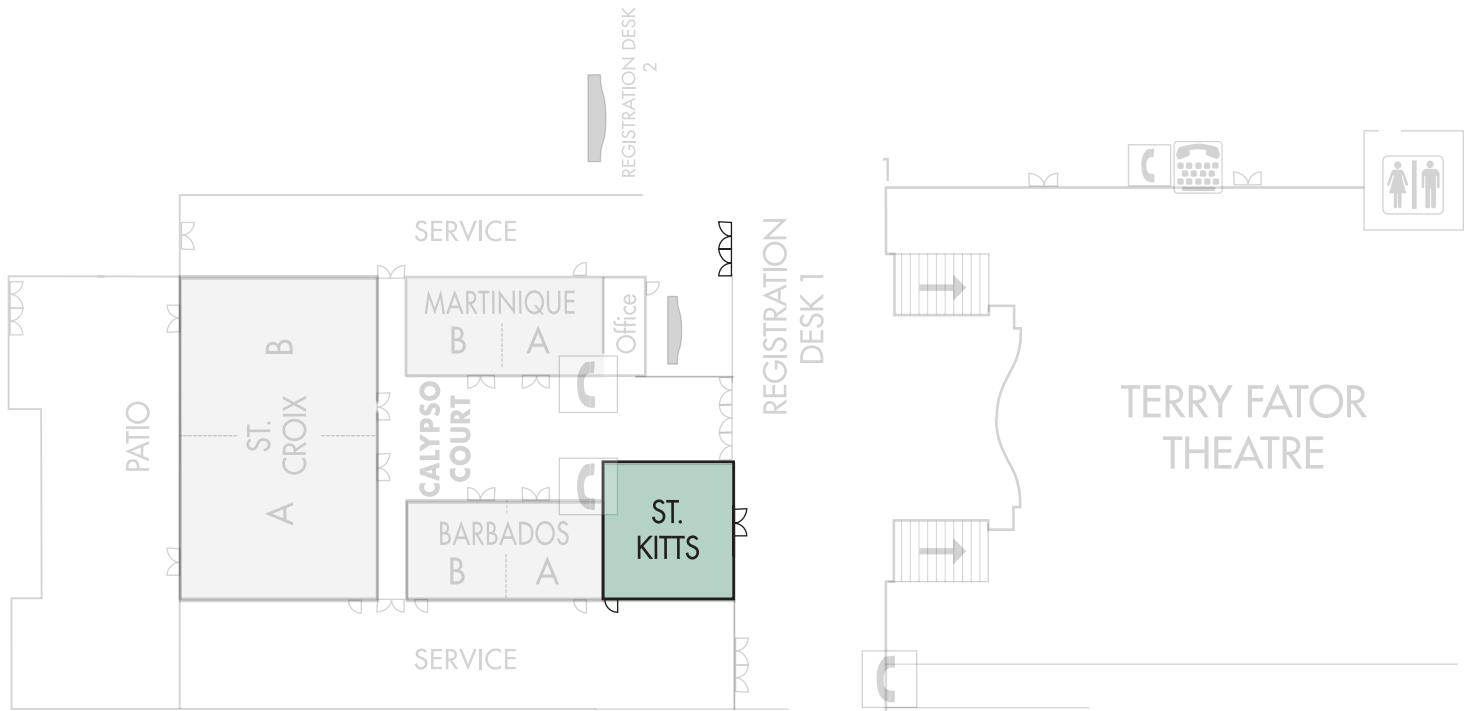 REGISTRATION DESK
2
1
SERVICE
REGISTRATION
DESK 1
MARTINIQUE
B A
Office
B
ST.
CROIX
A
PATIO
CALYPSO
COURT
TERRY FATOR
THEATRE
ST.
KITTS
BARBADOS
B A
SERVICE